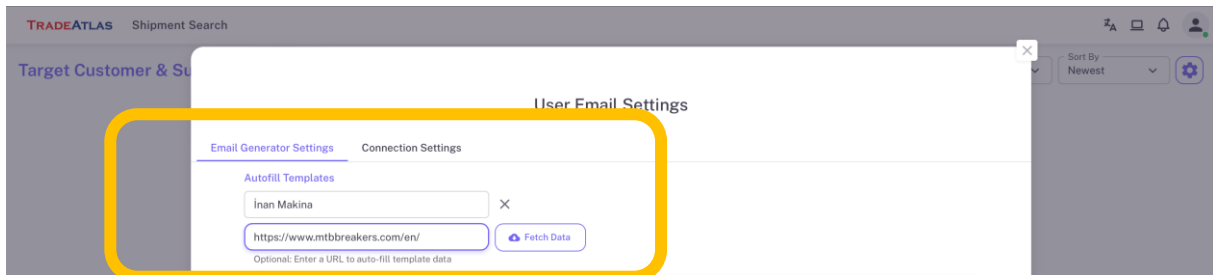 TRADEATLAS Shipment Search
Target Customer & Su
Sort By
Newest
User Email Settings
Email Generator Settings Connection Settings
Autofill Templates
İnan Makina
https://www.mtbbreakers.com/en/
Fetch Data
Optional: Enter a URL to auto-fill template data